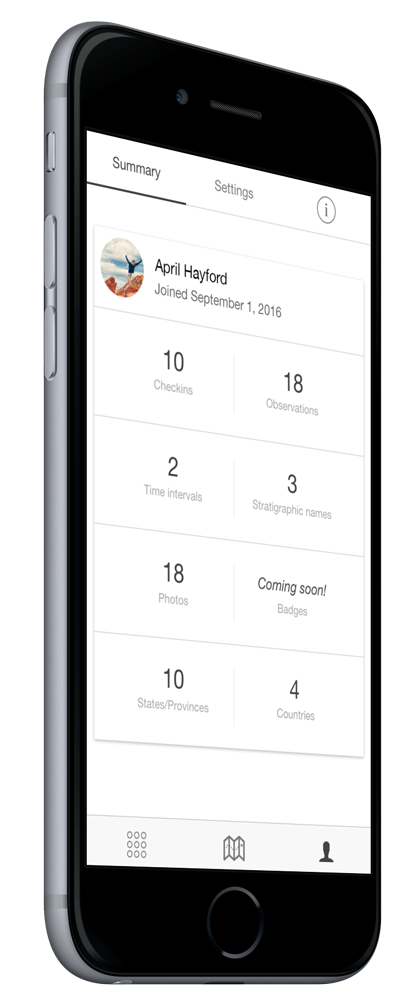 Summary
Settings
i
April Hayford
Joined September 1, 2016
10
Checkins
18
Observations
2
Time intervals
3
Stratigraphic names
18
Photos
Coming soon!
Badges
10
States/Provinces
4
Countries